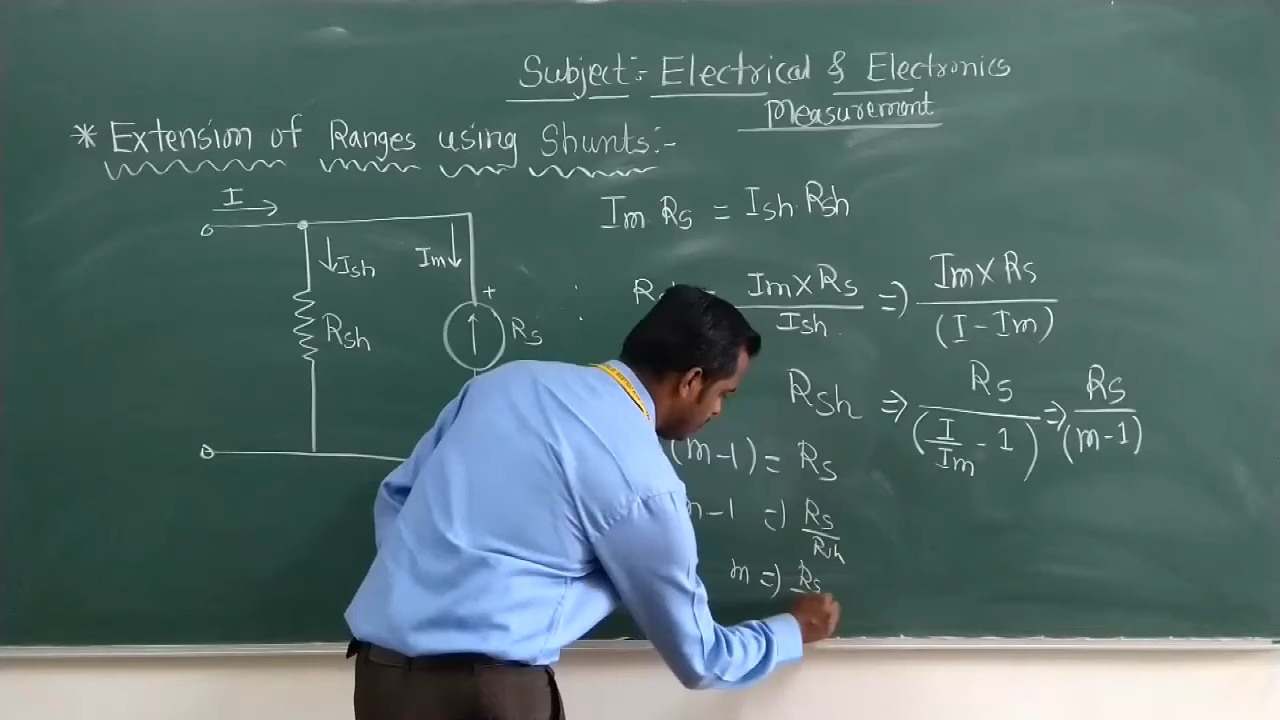 Subject:- Electrical & Electronics
Measurement
* Extension of Ranges using Shunts:-
I
Ish
Im
Rsh
+
Rs
Im Rs = Ish Rsh
∴ Im x Rs / Ish => Im x Rs / (I - Im)
Rsh => Rs / (I/Im - 1) => Rs / (m-1)
(m-1) = Rs
m-1 => Rs / Rsh
m => Rs